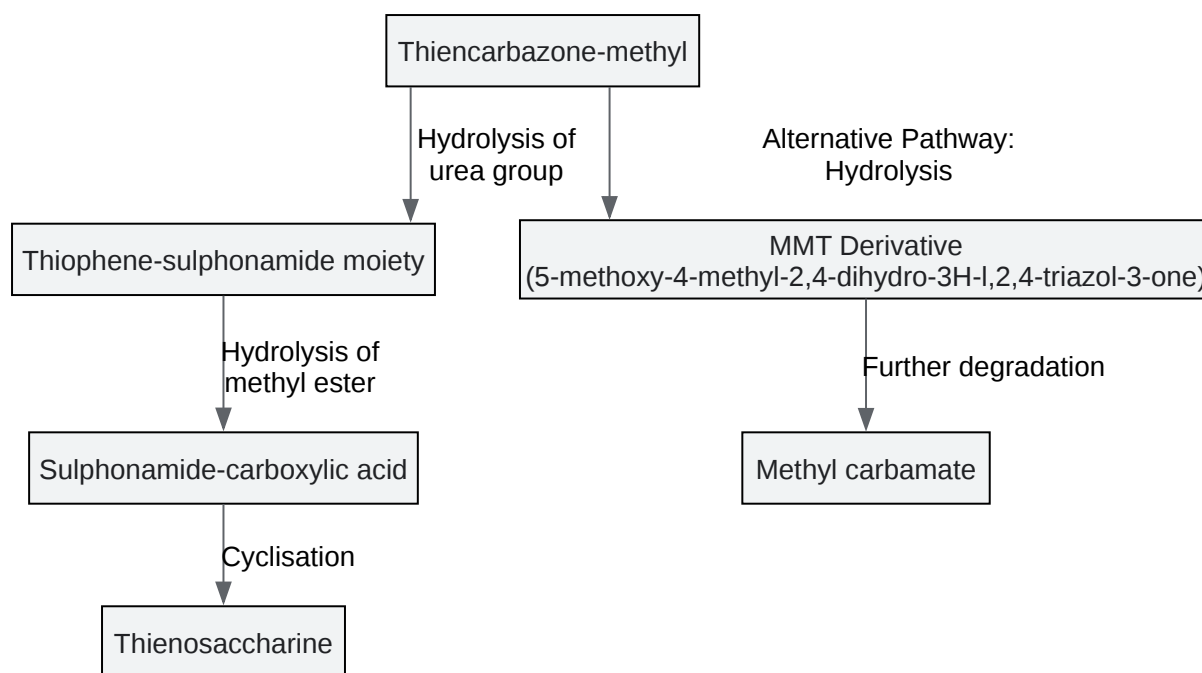 Thiencarbazone-methyl
Hydrolysis of
urea group
Alternative Pathway:
Hydrolysis
Thiophene-sulphonamide moiety
MMT Derivative
(5-methoxy-4-methyl-2,4-dihydro-3H-l,2,4-triazol-3-one)
Hydrolysis of
methyl ester
Further degradation
Sulphonamide-carboxylic acid
Methyl carbamate
Cyclisation
Thienosaccharine